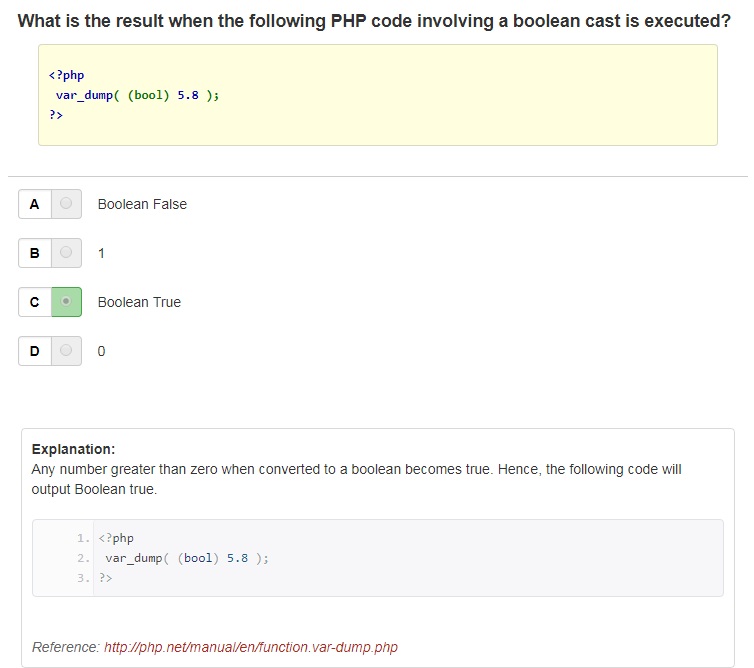 What is the result when the following PHP code involving a boolean cast is executed?
<?php
var_dump( (bool) 5.8 );
?>
A Boolean False
B 1
C Boolean True
D 0
Explanation:
Any number greater than zero when converted to a boolean becomes true. Hence, the following code will
output Boolean true.
1. <?php
2. var_dump( (bool) 5.8 );
3. ?>
Reference: http://php.net/manual/en/function.var-dump.php